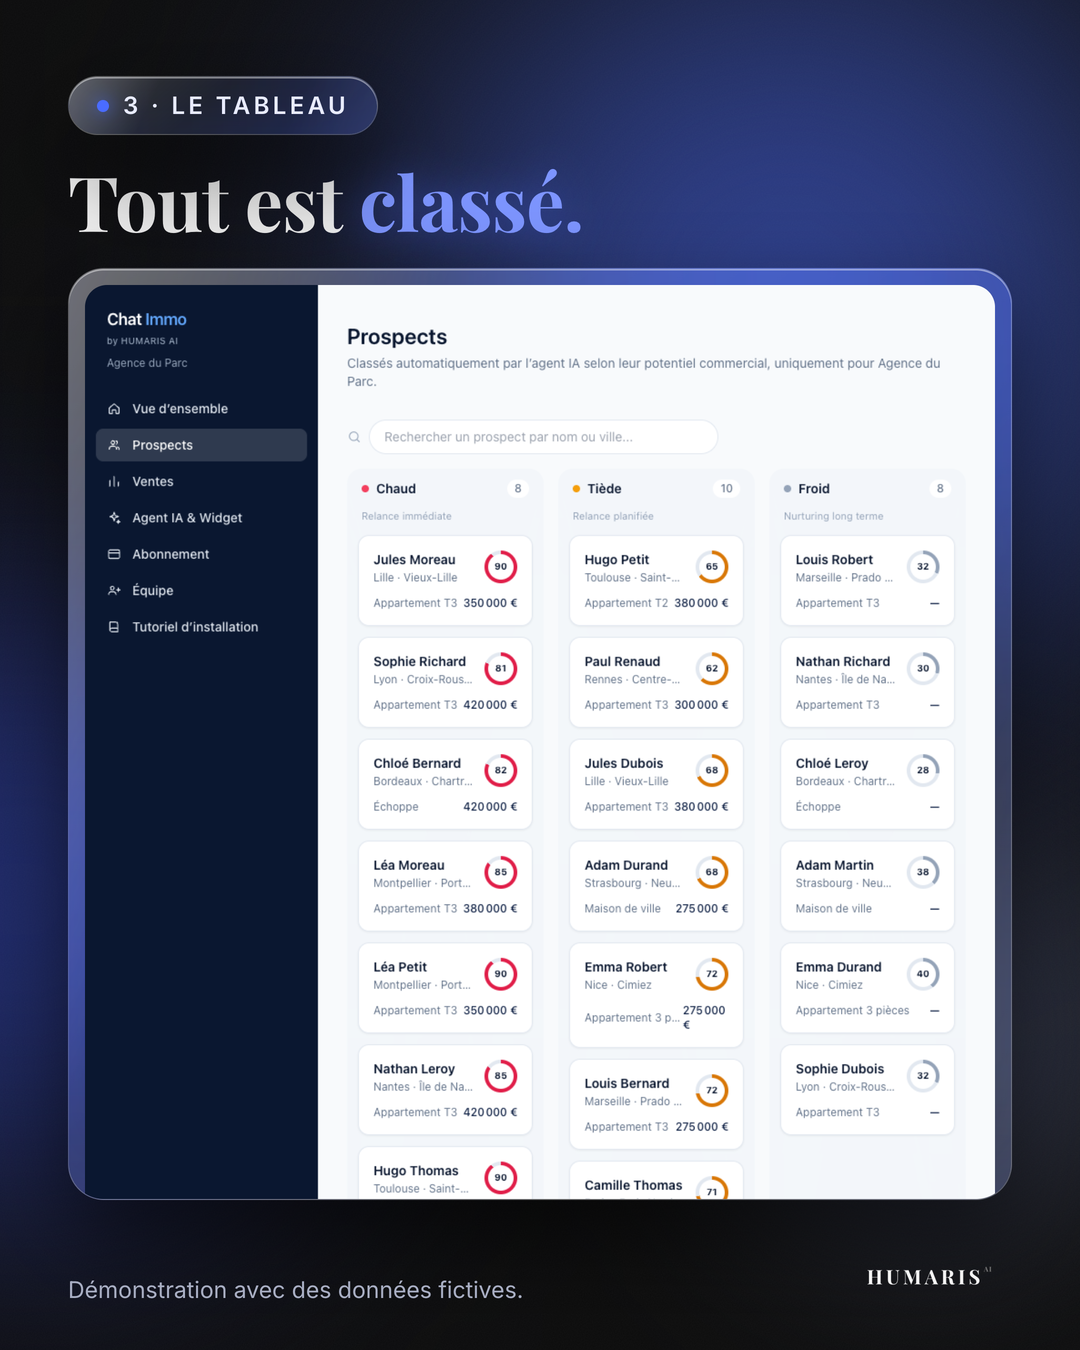 3 · LE TABLEAU
Tout est classé.
Chat Immo
by HUMARIS AI
Agence du Parc
Vue d’ensemble
Prospects
Ventes
Agent IA & Widget
Abonnement
Équipe
Tutoriel d’installation
Prospects
Classés automatiquement par l’agent IA selon leur potentiel commercial, uniquement pour Agence du
Parc.
Rechercher un prospect par nom ou ville...
Chaud 8
Relance immédiate
Jules Moreau 90
Lille · Vieux-Lille
Appartement T3 350 000 €
Sophie Richard 81
Lyon · Croix-Rous...
Appartement T3 420 000 €
Chloé Bernard 82
Bordeaux · Chartr...
Échoppe 420 000 €
Léa Moreau 85
Montpellier · Port...
Appartement T3 380 000 €
Léa Petit 90
Montpellier · Port...
Appartement T3 350 000 €
Nathan Leroy 85
Nantes · Île de Na...
Appartement T3 420 000 €
Hugo Thomas 90
Toulouse · Saint-...
Tiède 10
Relance planifiée
Hugo Petit 65
Toulouse · Saint-...
Appartement T2 380 000 €
Paul Renaud 62
Rennes · Centre-...
Appartement T3 300 000 €
Jules Dubois 68
Lille · Vieux-Lille
Appartement T3 380 000 €
Adam Durand 68
Strasbourg · Neu...
Maison de ville 275 000 €
Emma Robert 72
Nice · Cimiez
Appartement 3 p... 275 000
€
Louis Bernard 72
Marseille · Prado ...
Appartement T3 275 000 €
Camille Thomas 71
Froid 8
Nurturing long terme
Louis Robert 32
Marseille · Prado ...
Appartement T3 —
Nathan Richard 30
Nantes · Île de Na...
Appartement T3 —
Chloé Leroy 28
Bordeaux · Chartr...
Échoppe —
Adam Martin 38
Strasbourg · Neu...
Maison de ville —
Emma Durand 40
Nice · Cimiez
Appartement 3 pièces —
Sophie Dubois 32
Lyon · Croix-Rous...
Appartement T3 —
Démonstration avec des données fictives.
HUMARIS AI